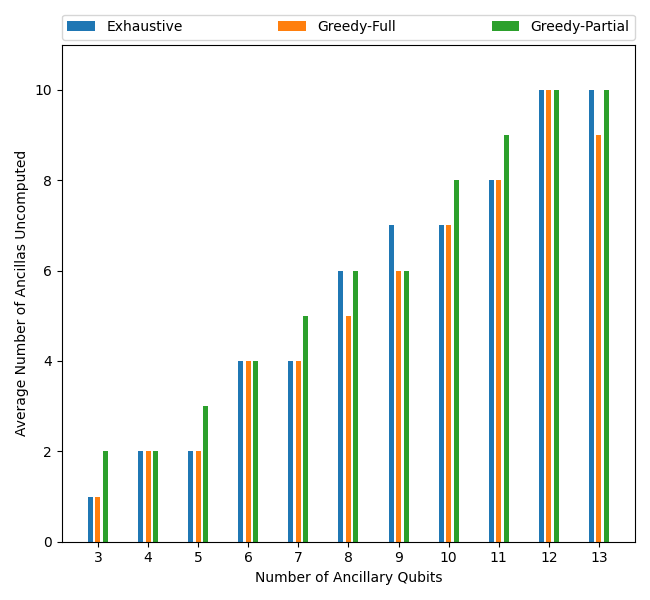 Exhaustive Greedy-Full Greedy-Partial
Average Number of Ancillas Uncomputed
10
8
6
4
2
0
3 4 5 6 7 8 9 10 11 12 13
Number of Ancillary Qubits